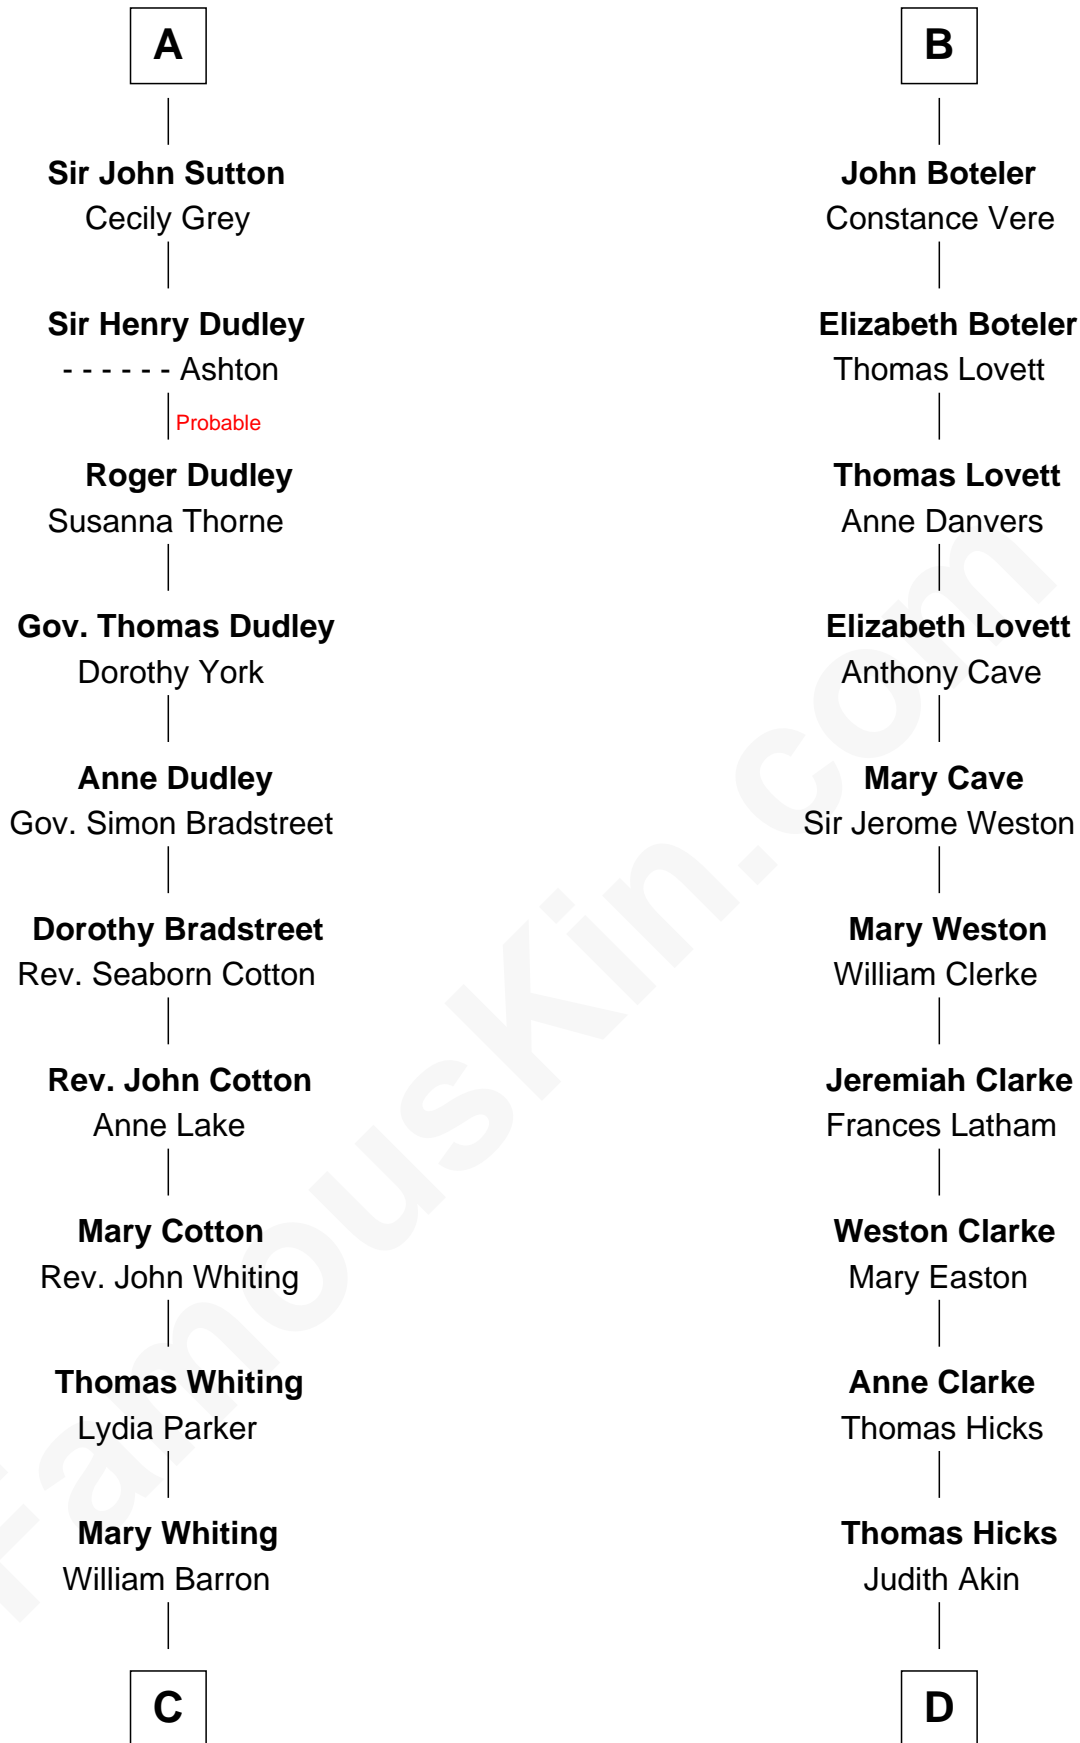 A
Sir John Sutton
Cecily Grey
Sir Henry Dudley
- - - - - - Ashton
Probable
Roger Dudley
Susanna Thorne
Gov. Thomas Dudley
Dorothy York
Anne Dudley
Gov. Simon Bradstreet
Dorothy Bradstreet
Rev. Seaborn Cotton
Rev. John Cotton
Anne Lake
Mary Cotton
Rev. John Whiting
Thomas Whiting
Lydia Parker
Mary Whiting
William Barron
C
B
John Boteler
Constance Vere
Elizabeth Boteler
Thomas Lovett
Thomas Lovett
Anne Danvers
Elizabeth Lovett
Anthony Cave
Mary Cave
Sir Jerome Weston
Mary Weston
William Clerke
Jeremiah Clarke
Frances Latham
Weston Clarke
Mary Easton
Anne Clarke
Thomas Hicks
Thomas Hicks
Judith Akin
D
FamousKin.com